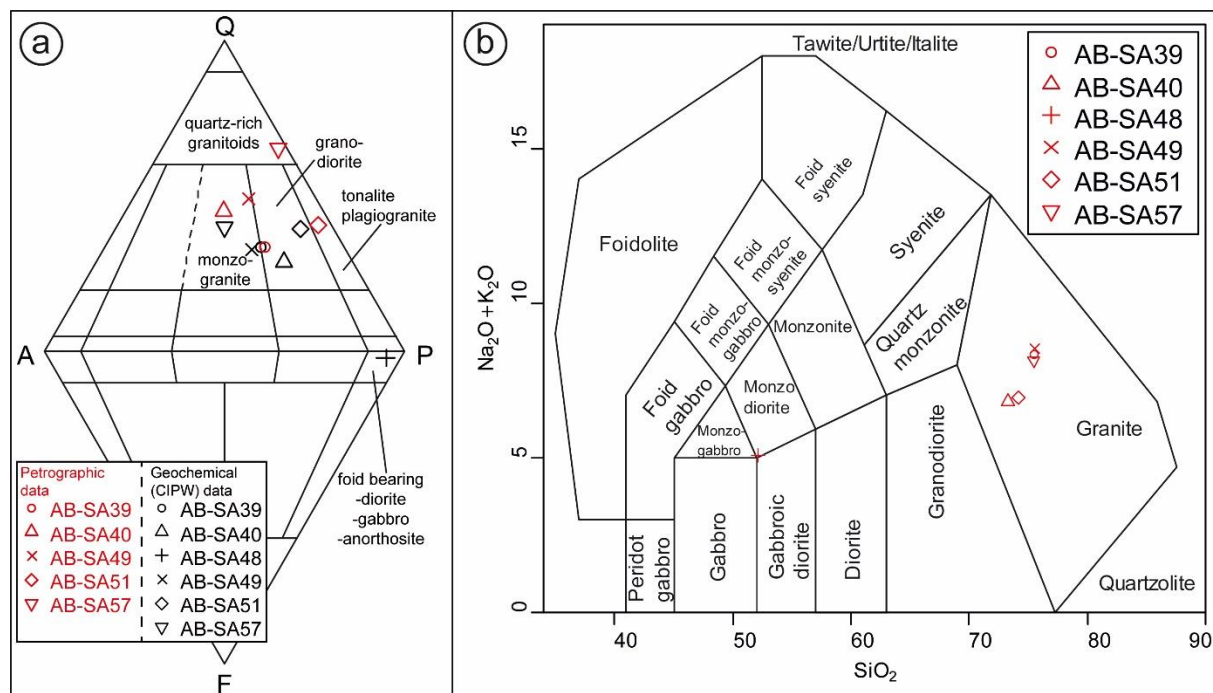 a
Q
quartz-rich
granitoids
grano-
diorite
tonalite
plagiogranite
monzo-
granite
A
P
foid bearing
-diorite
-gabbro
-anorthosite
F
Petrographic
data
AB-SA39
AB-SA40
AB-SA49
AB-SA51
AB-SA57
Geochemical
(CIPW) data
AB-SA39
AB-SA40
AB-SA48
AB-SA49
AB-SA51
AB-SA57
b
Tawite/Urtite/Italite
AB-SA39
AB-SA40
AB-SA48
AB-SA49
AB-SA51
AB-SA57
Foidolite
Foid
syenite
Foid
monzo-
syenite
Syenite
Foid
monzo-
gabbro
Monzonite
Quartz
monzonite
Foid
gabbro
Monzo
diorite
Monzo-
gabbro
Granite
Peridot
gabbro
Gabbro
Gabbroic
diorite
Diorite
Granodiorite
Quartzolite
Na₂O+K₂O
15
10
5
0
40
50
60
70
80
90
SiO₂